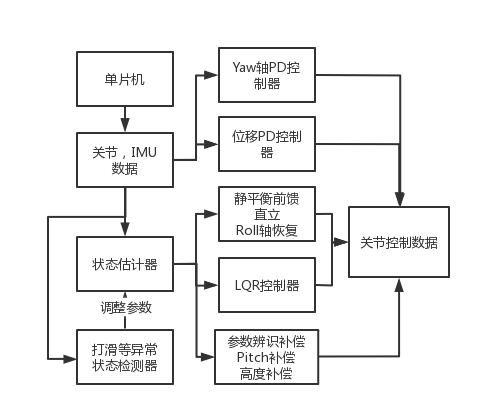 单片机
关节，IMU
数据
状态估计器
调整参数
打滑等异常
状态检测器
Yaw轴PD控
制器
位移PD控制
器
静平衡前馈
直立
Roll轴恢复
LQR控制器
参数辨识补偿
Pitch补偿
高度补偿
关节控制数据